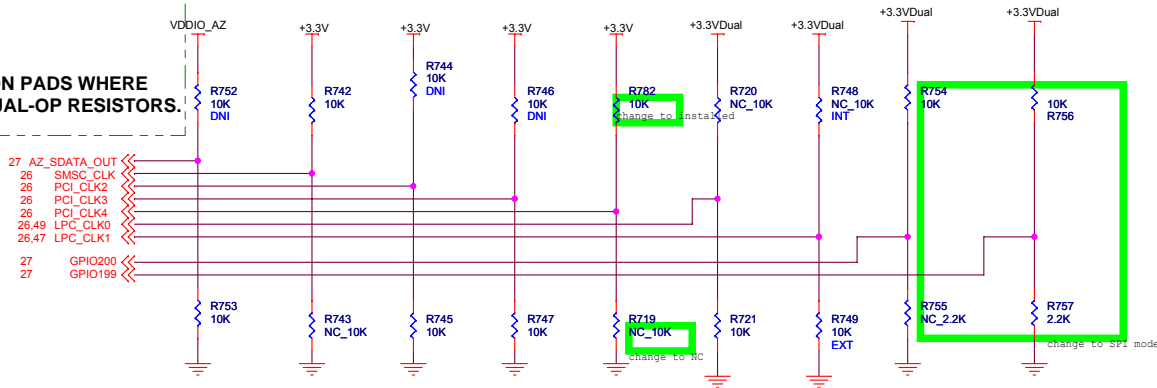 VDDIO_AZ
+3.3V
+3.3V
+3.3V
+3.3V
+3.3VDual
+3.3VDual
+3.3VDual
+3.3VDual
ON PADS WHERE
UAL-OP RESISTORS.
R752
10K
DNI
R742
10K
R744
10K
DNI
R746
10K
DNI
R782
10K
change to installed
R720
NC_10K
R748
NC_10K
INT
R754
10K
10K
R756
27 AZ_SDATA_OUT
26 SMSC_CLK
26 PCI_CLK2
26 PCI_CLK3
26 PCI_CLK4
26,49 LPC_CLK0
26,47 LPC_CLK1
27 GPIO200
27 GPIO199
R753
10K
R743
NC_10K
R745
10K
R747
10K
R719
NC_10K
change to NC
R721
10K
R749
10K
EXT
R755
NC_2.2K
R757
2.2K
change to SPI mode